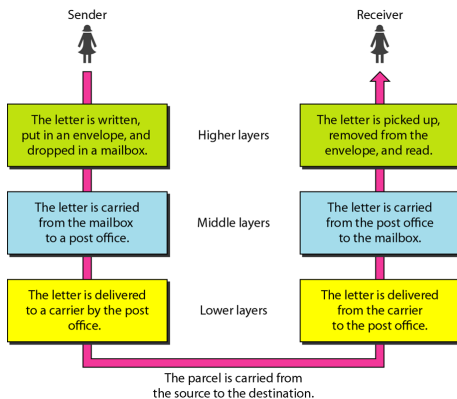 Sender
Receiver
The letter is written,
put in an envelope, and
dropped in a mailbox.
Higher layers
The letter is picked up,
removed from the
envelope, and read.
The letter is carried
from the mailbox
to a post office.
Middle layers
The letter is carried
from the post office
to the mailbox.
The letter is delivered
to a carrier by the post
office.
Lower layers
The letter is delivered
from the carrier
to the post office.
The parcel is carried from
the source to the destination.